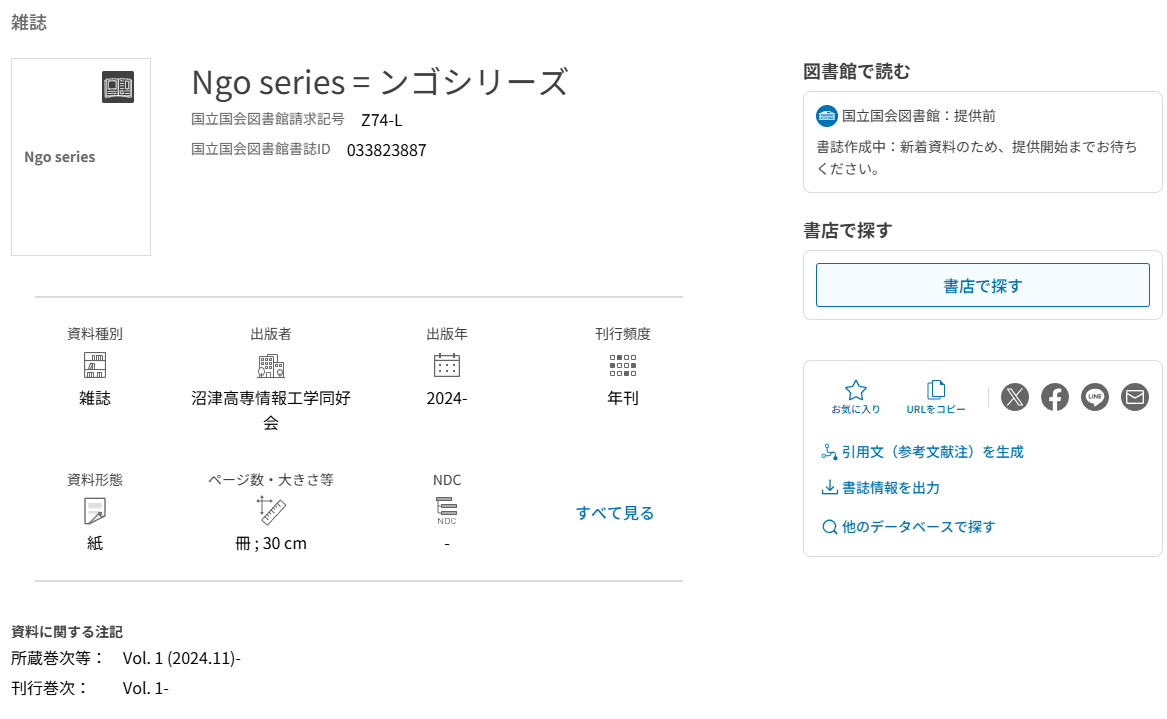 雑誌
Ngo series
Ngo series = ンゴシリーズ
国立国会図書館請求記号 Z74-L
国立国会図書館書誌ID 033823887
資料種別
雑誌
出版者
沼津高専情報工学同好
会
出版年
2024-
刊行頻度
年刊
資料形態
紙
ページ数・大きさ等
冊 ; 30 cm
NDC
NDC
-
すべて見る
資料に関する注記
所蔵巻次等： Vol. 1 (2024.11)-
刊行巻次： Vol. 1-
図書館で読む
国立国会図書館：提供前
書誌作成中：新着資料のため、提供開始までお待ち
ください。
書店で探す
書店で探す
お気に入り
URLをコピー
LINE
引用文（参考文献注）を生成
書誌情報を出力
他のデータベースで探す